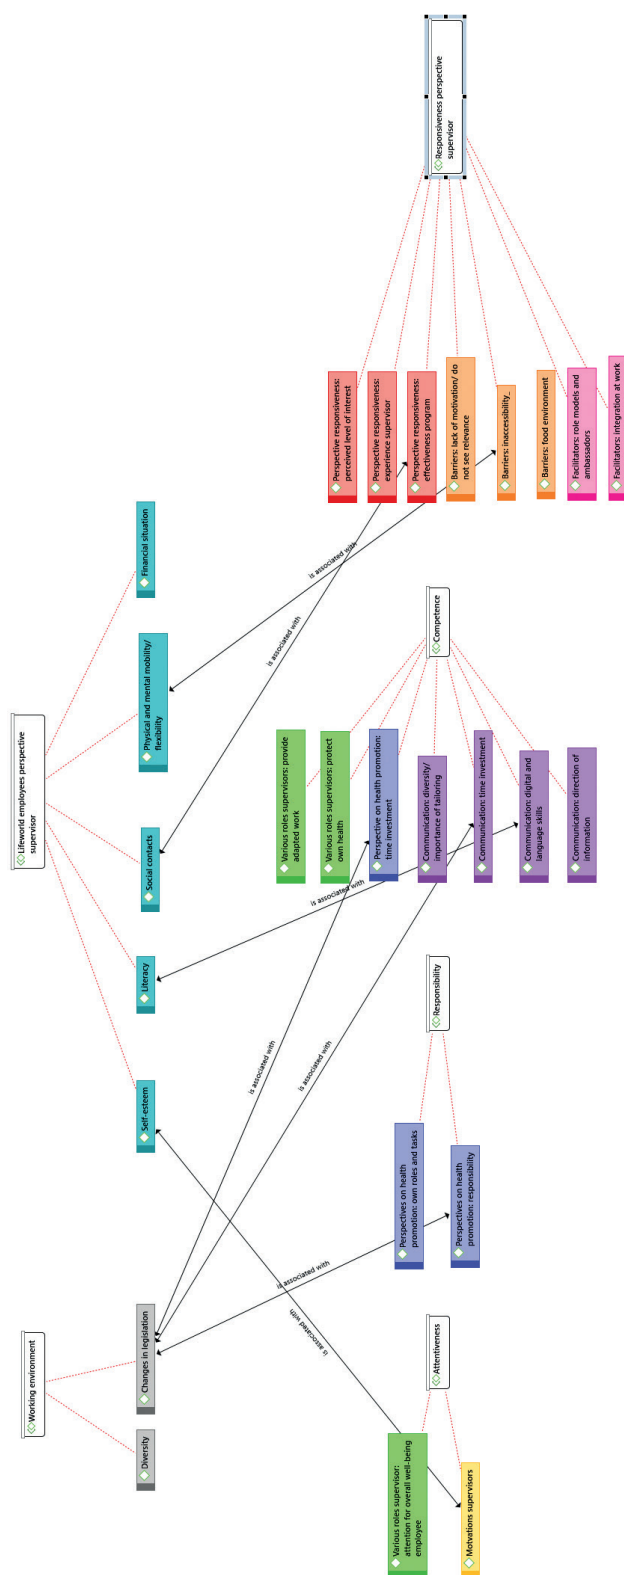 Working environment
Lifeworld employees perspective
supervisor
Diversity
Changes in legislation
Self-esteem
Literacy
Social contacts
Physical and mental mobility/
flexibility
Financial situation
is associated with
is associated with
is associated with
is associated with
is associated with
is associated with
is associated with
Attentiveness
Responsibility
Competence
Responsiveness perspective
supervisor
Various roles supervisor:
attention for overall well-being
employee
Motvations supervisors
Perspectives on health
promotion: own roles and tasks
Perspectives on health
promotion: responsibility
Various roles supervisors: provide
adapted work
Various roles supervisors: protect
own health
Perspective on health promotion:
time investment
Communication: diversity/
importance of tailoring
Communication: time investment
Communication: digital and
language skills
Communication: direction of
information
Perspective responsiveness:
perceived level of interest
Perspective responsiveness:
experience supervisor
Perspective responsiveness:
effectiveness program
Barriers: lack of motivation/ do
not see relevance
Barriers: inaccessibility_
Barriers: food environment
Facilitators: role models and
ambassadors
Facilitators: integration at work